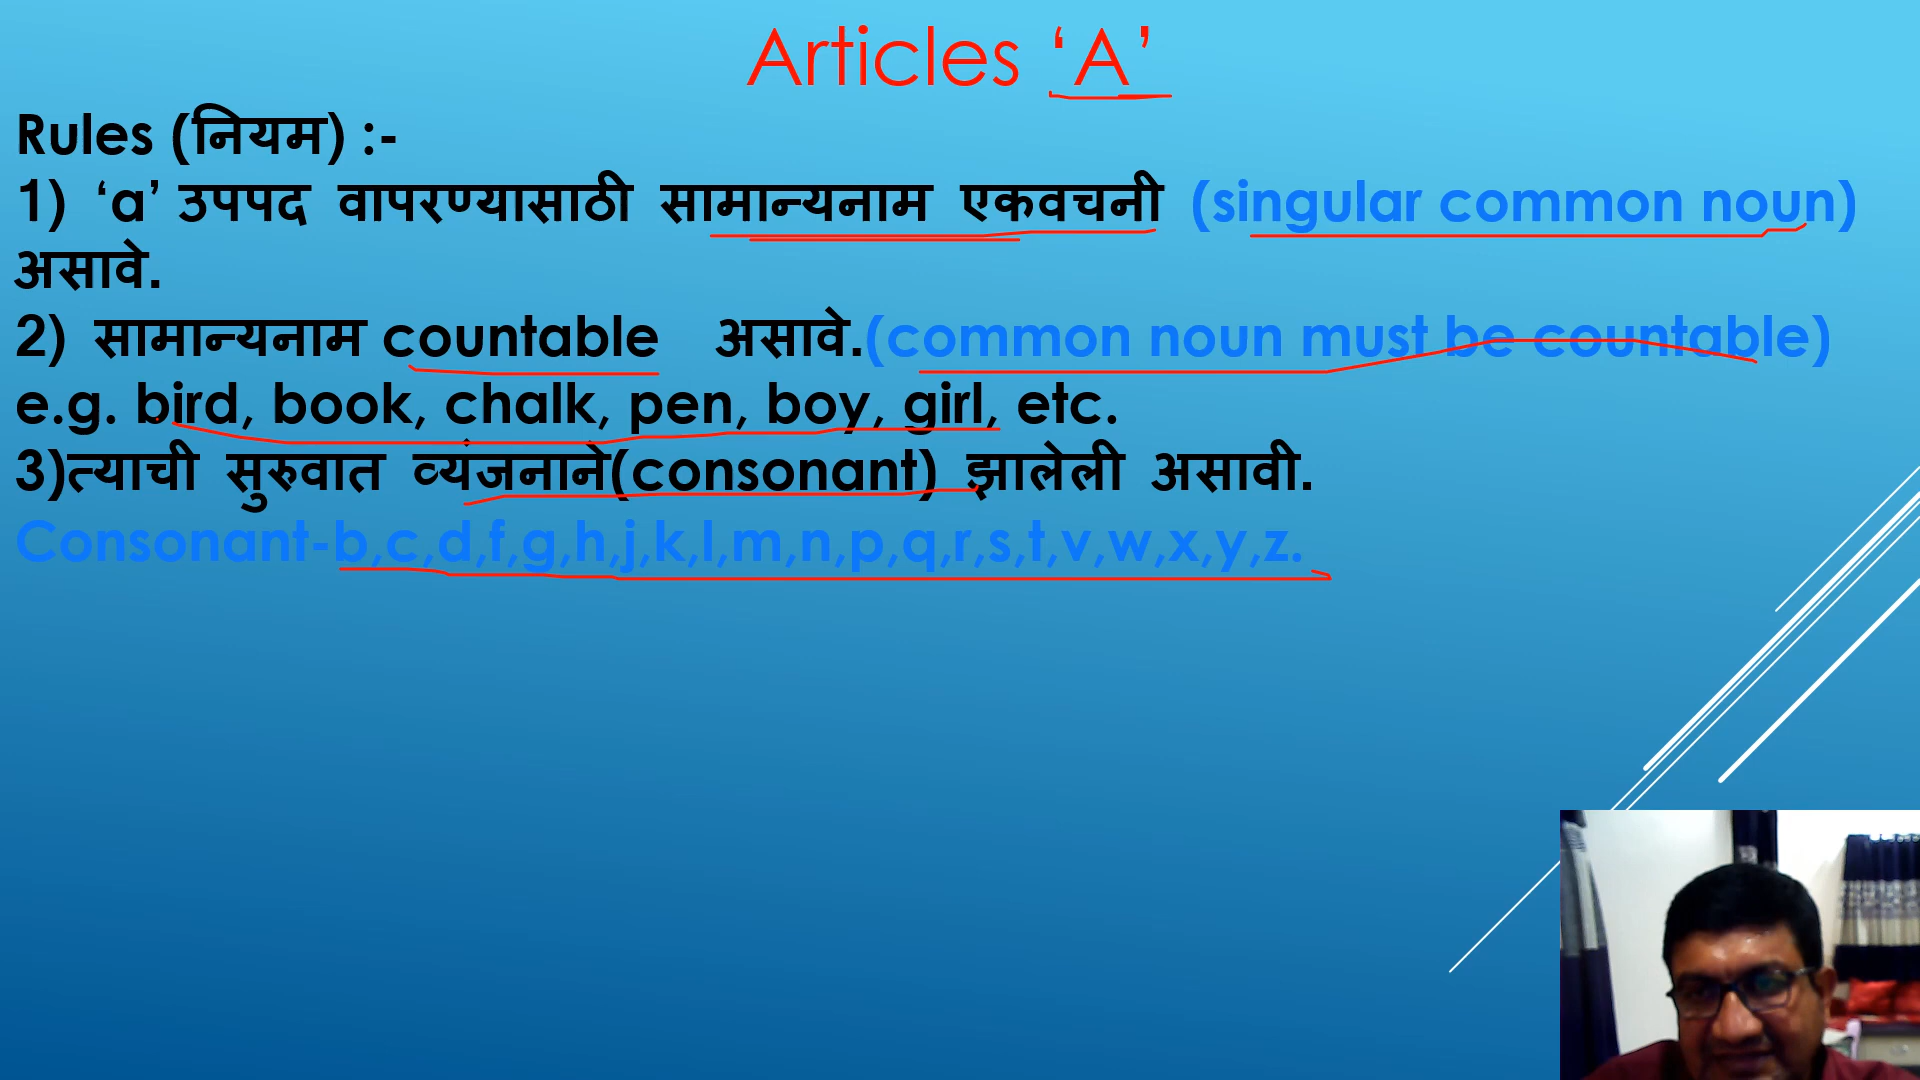 Articles ‘A’
Rules (नियम) :-
1) ‘a’ उपपद वापरण्यासाठी सामान्यनाम एकवचनी (singular common noun)
असावे.
2) सामान्यनाम countable असावे.(common noun must be countable)
e.g. bird, book, chalk, pen, boy, girl, etc.
3)त्याची सुरुवात व्यंजनाने(consonant) झालेली असावी.
Consonant-b,c,d,f,g,h,j,k,l,m,n,p,q,r,s,t,v,w,x,y,z.